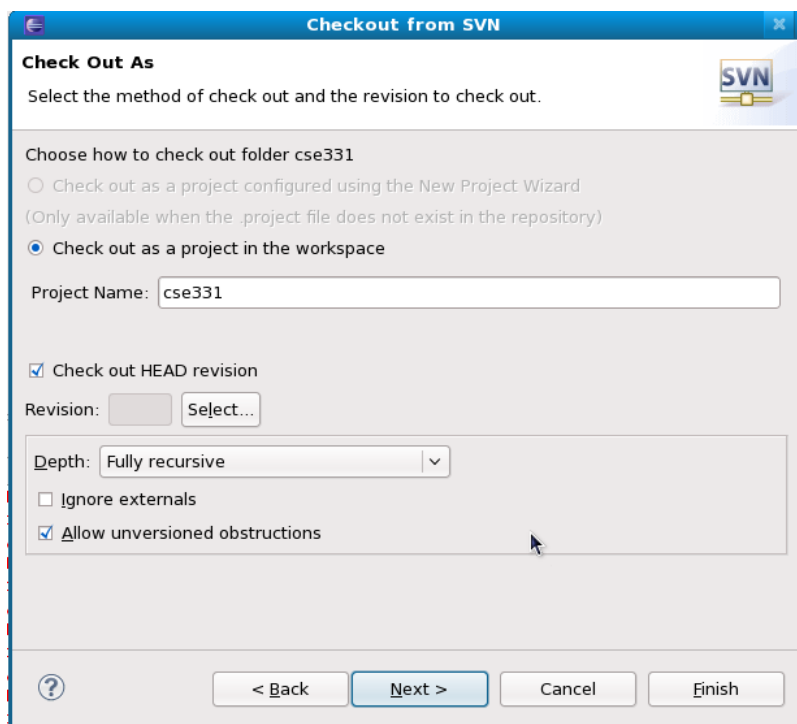 Checkout from SVN
Check Out As
Select the method of check out and the revision to check out.
SVN
Choose how to check out folder cse331
Check out as a project configured using the New Project Wizard
(Only available when the .project file does not exist in the repository)
Check out as a project in the workspace
Project Name: cse331
Check out HEAD revision
Revision: Select...
Depth: Fully recursive
Ignore externals
Allow unversioned obstructions
? < Back Next > Cancel Finish